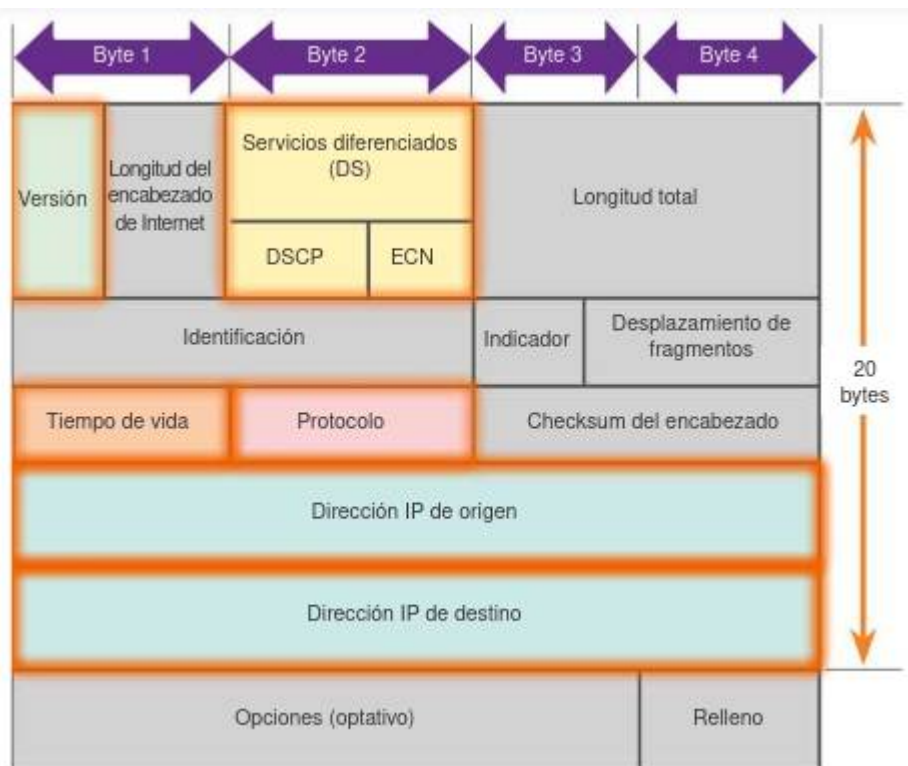 Byte 1
Byte 2
Byte 3
Byte 4
Versión
Longitud del
encabezado
de Internet
Servicios diferenciados
(DS)
DSCP
ECN
Longitud total
Identificación
Indicador
Desplazamiento de
fragmentos
20
bytes
Tiempo de vida
Protocolo
Checksum del encabezado
Dirección IP de origen
Dirección IP de destino
Opciones (optativo)
Relleno